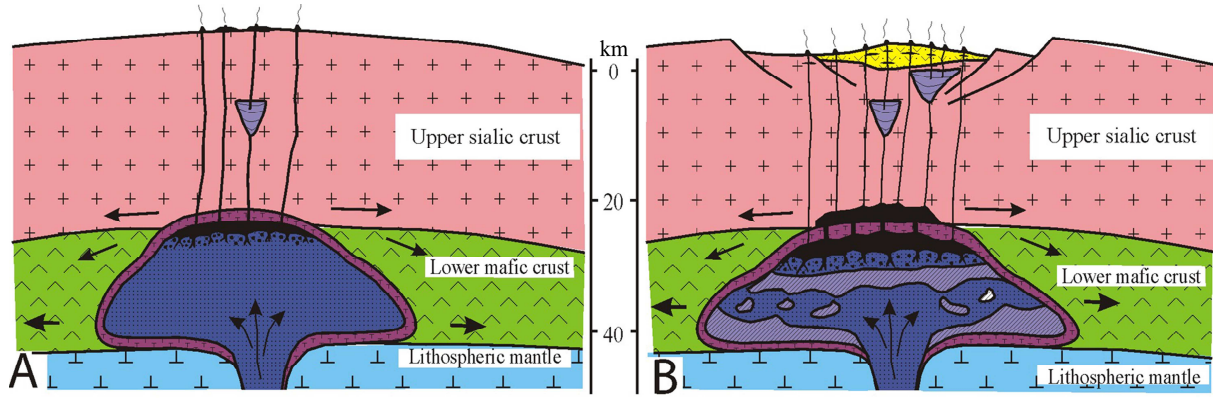 km
0
20
40
Upper sialic crust
Lower mafic crust
Lithospheric mantle
A
Upper sialic crust
Lower mafic crust
Lithospheric mantle
B